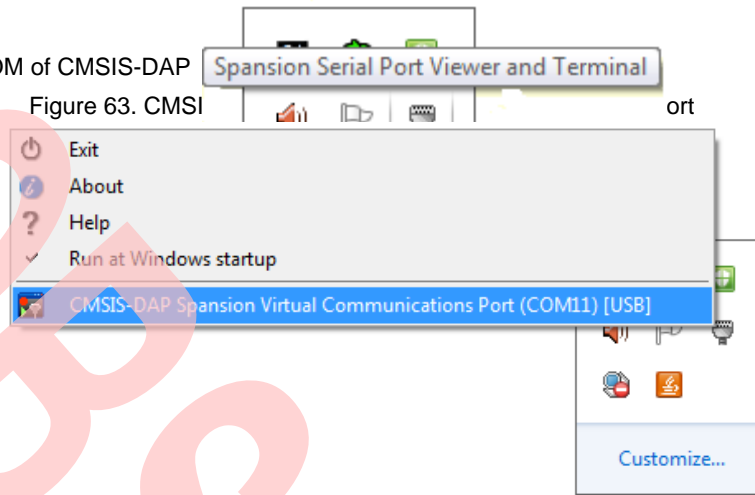 OM of CMSIS-DAP
Spansion Serial Port Viewer and Terminal
Figure 63. CMSI
ort
Exit
About
Help
Run at Windows startup
CMSIS-DAP Spansion Virtual Communications Port (COM11) [USB]
Customize...